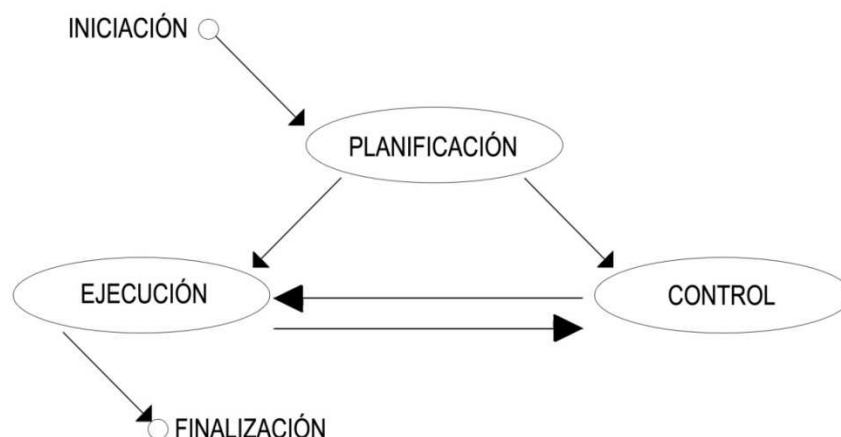 INICIACIÓN
PLANIFICACIÓN
EJECUCIÓN
CONTROL
FINALIZACIÓN